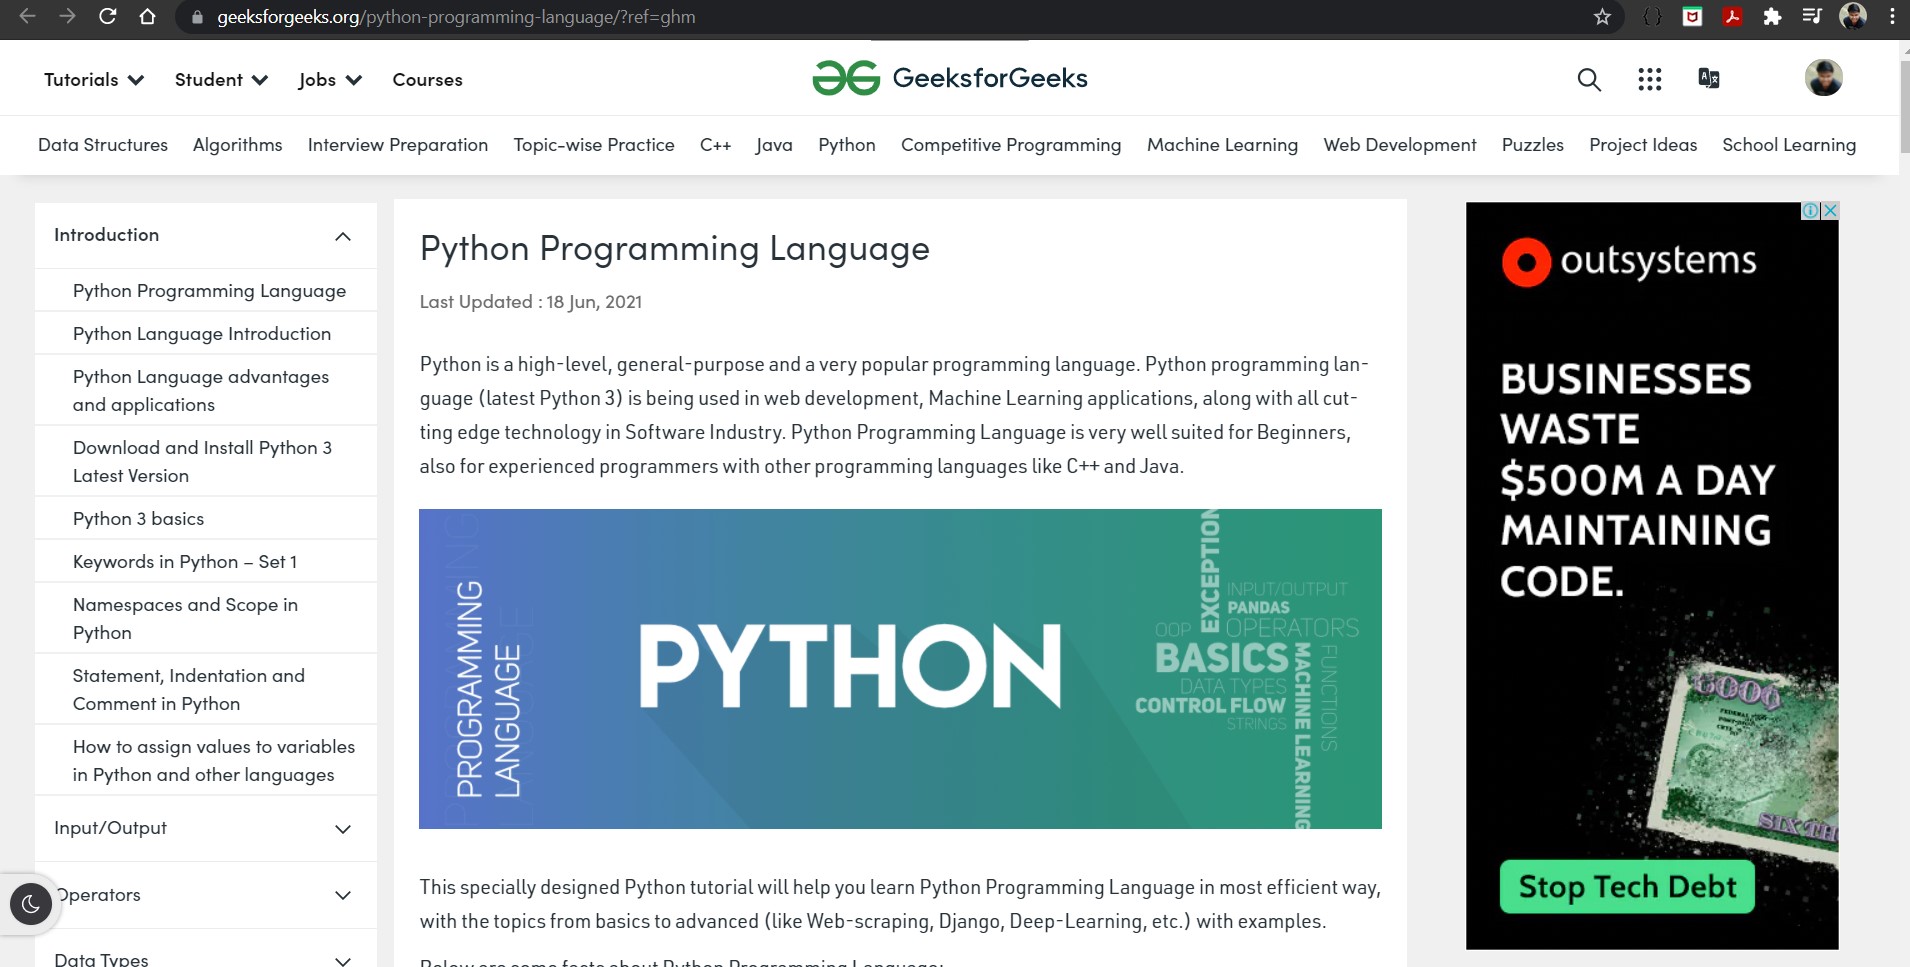 geeksforgeeks.org/python-programming-language/?ref=ghm
Tutorials
Student
Jobs
Courses
GeeksforGeeks
Data Structures
Algorithms
Interview Preparation
Topic-wise Practice
C++
Java
Python
Competitive Programming
Machine Learning
Web Development
Puzzles
Project Ideas
School Learning
Introduction
Python Programming Language
Python Language Introduction
Python Language advantages
and applications
Download and Install Python 3
Latest Version
Python 3 basics
Keywords in Python – Set 1
Namespaces and Scope in
Python
Statement, Indentation and
Comment in Python
How to assign values to variables
in Python and other languages
Input/Output
Operators
Data Types
Python Programming Language
Last Updated : 18 Jun, 2021
Python is a high-level, general-purpose and a very popular programming language. Python programming lan-
guage (latest Python 3) is being used in web development, Machine Learning applications, along with all cut-
ting edge technology in Software Industry. Python Programming Language is very well suited for Beginners,
also for experienced programmers with other programming languages like C++ and Java.
PROGRAMMING
LANGUAGE
PYTHON
EXCEPTION
INPUT/OUTPUT
PANDAS
OOP
OPERATORS
BASICS
DATA TYPES
CONTROL FLOW
STRINGS
MACHINE LEARNING
FUNCTIONS
This specially designed Python tutorial will help you learn Python Programming Language in most efficient way,
with the topics from basics to advanced (like Web-scraping, Django, Deep-Learning, etc.) with examples.
Below are some facts about Python Programming Language:
outsystems
BUSINESSES
WASTE
$500M A DAY
MAINTAINING
CODE.
Stop Tech Debt